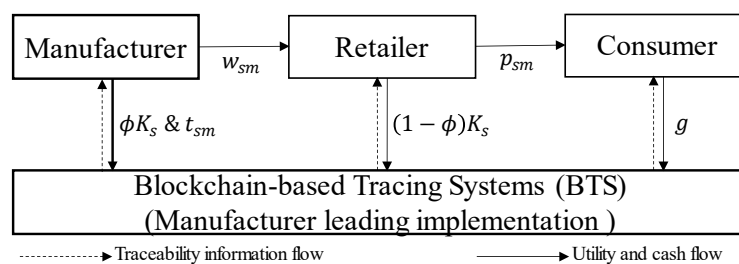 Manufacturer
Retailer
Consumer
w_sm
p_sm
ϕK_s & t_sm
(1 − ϕ)K_s
g
Blockchain-based Tracing Systems (BTS)
(Manufacturer leading implementation )
Traceability information flow
Utility and cash flow